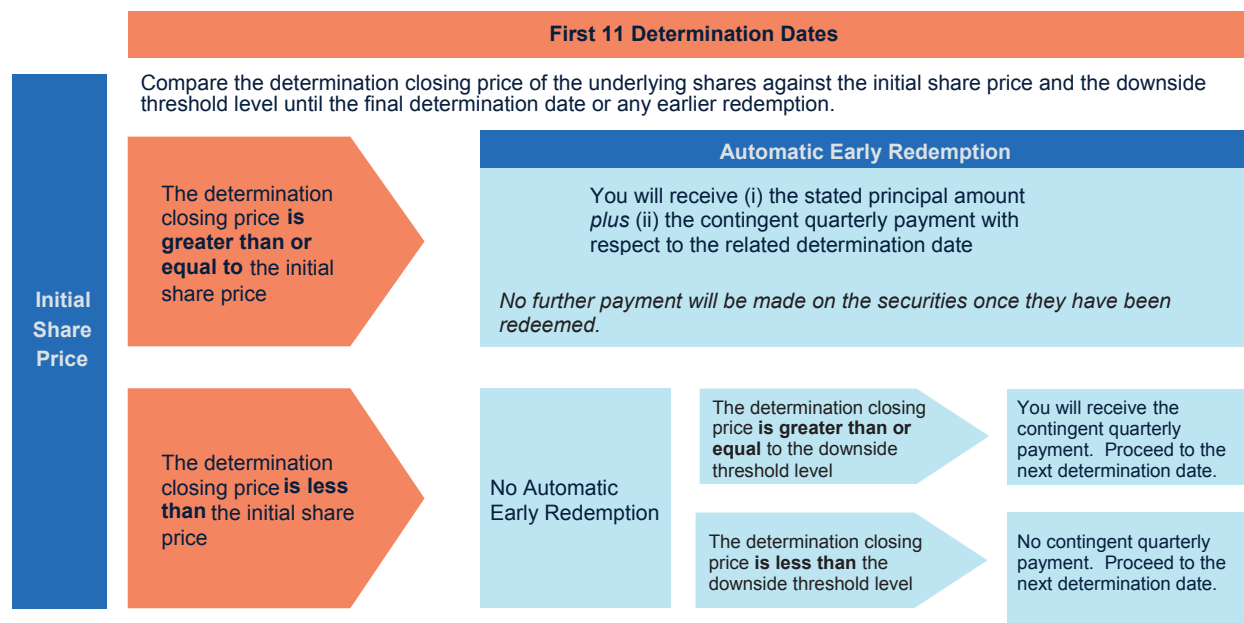 First 11 Determination Dates
Compare the determination closing price of the underlying shares against the initial share price and the downside
threshold level until the final determination date or any earlier redemption.
Initial
Share
Price
The determination
closing price is
greater than or
equal to the initial
share price
Automatic Early Redemption
You will receive (i) the stated principal amount
plus (ii) the contingent quarterly payment with
respect to the related determination date
No further payment will be made on the securities once they have been
redeemed.
The determination
closing price is less
than the initial share
price
No Automatic
Early Redemption
The determination closing
price is greater than or
equal to the downside
threshold level
You will receive the
contingent quarterly
payment. Proceed to the
next determination date.
The determination closing
price is less than the
downside threshold level
No contingent quarterly
payment. Proceed to the
next determination date.